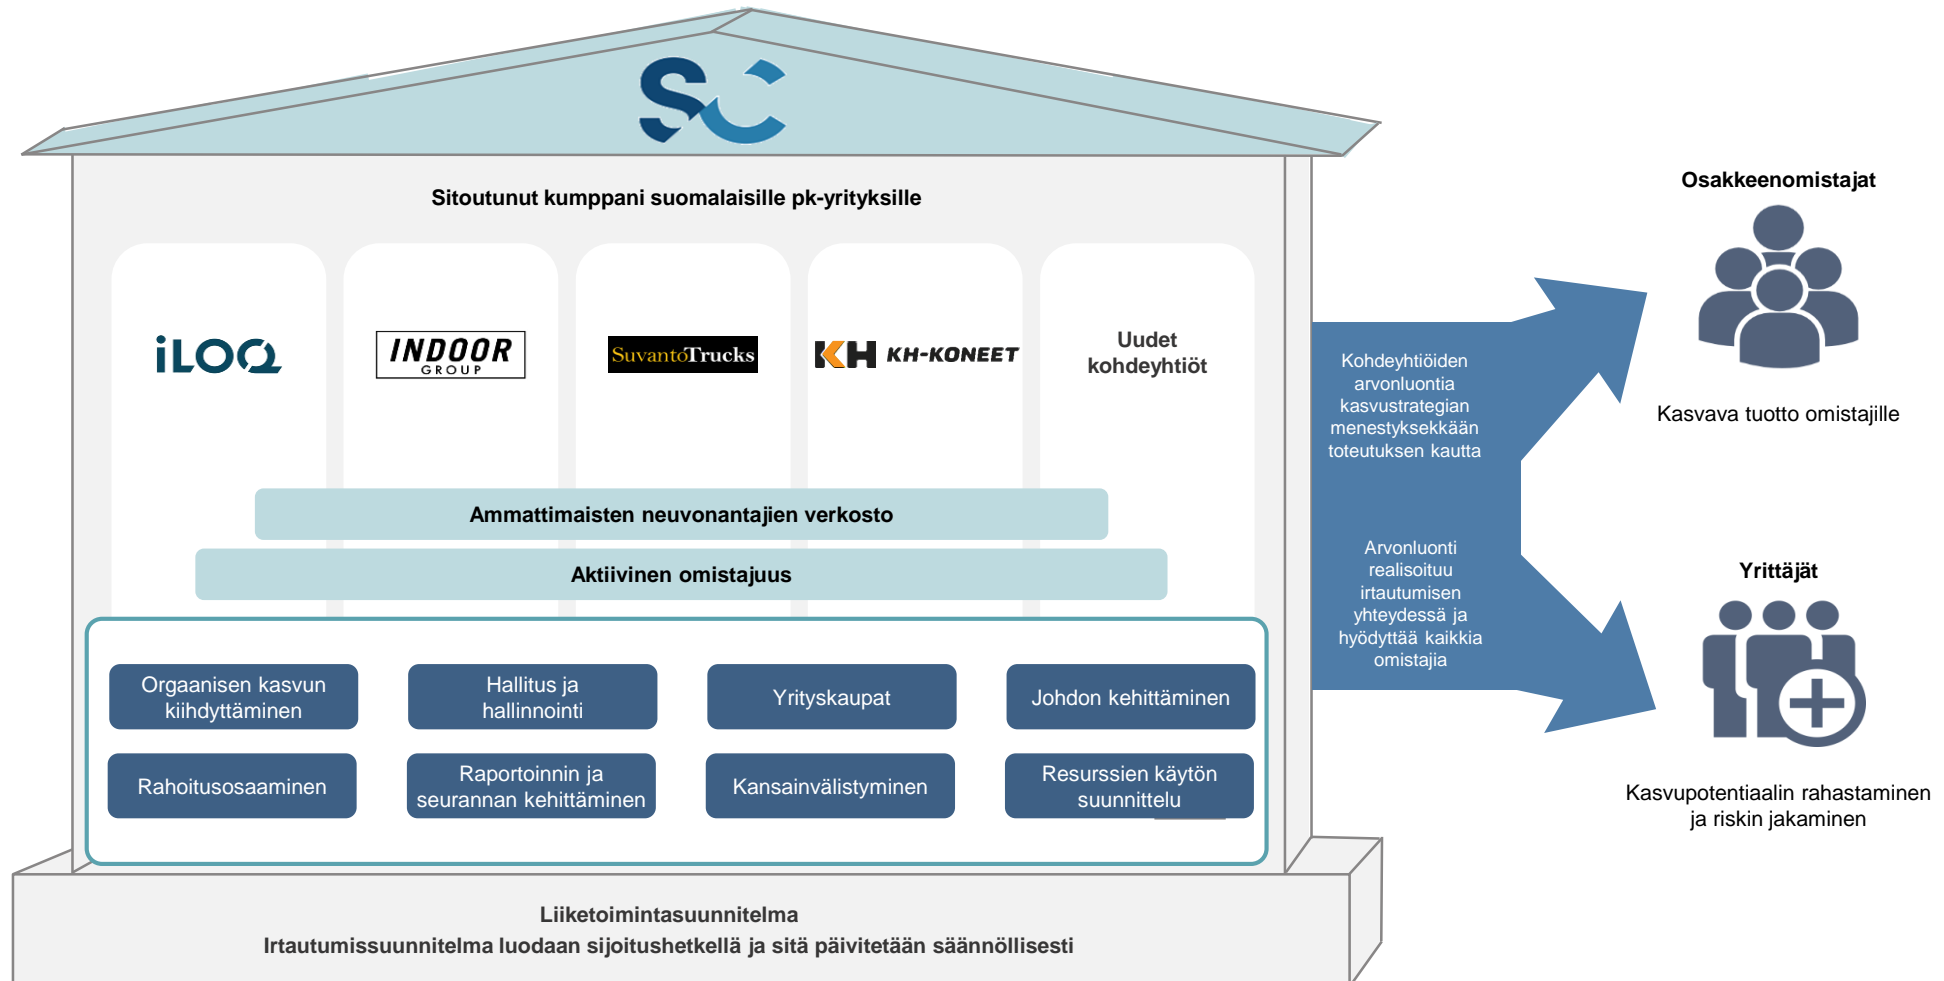 SC
Sitoutunut kumppani suomalaisille pk-yrityksille
iLOQ
INDOOR
GROUP
SuvantoTrucks
KH KH-KONEET
Uudet
kohdeyhtiöt
Ammattimaisten neuvonantajien verkosto
Aktiivinen omistajuus
Orgaanisen kasvun
kiihdyttäminen
Hallitus ja
hallinnointi
Yrityskaupat
Johdon kehittäminen
Rahoitusosaaminen
Raportoinnin ja
seurannan kehittäminen
Kansainvälistyminen
Resurssien käytön
suunnittelu
Liiketoimintasuunnitelma
Irtautumissuunnitelma luodaan sijoitushetkellä ja sitä päivitetään säännöllisesti
Kohdeyhtiöiden
arvonluontia
kasvustrategian
menestyksekkään
toteutuksen kautta
Arvonluonti
realisoituu
irtautumisen
yhteydessä ja
hyödyttää kaikkia
omistajia
Osakkeenomistajat
Kasvava tuotto omistajille
Yrittäjät
Kasvupotentiaalin rahastaminen
ja riskin jakaminen